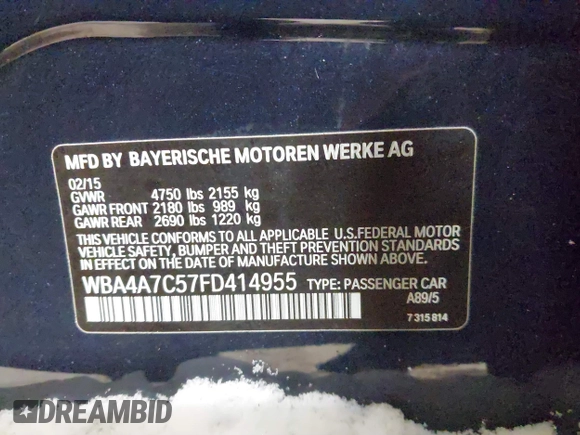 MFD BY BAYERISCHE MOTOREN WERKE AG
02/15
GVWR 4750 lbs 2155 kg
GAWR FRONT 2180 lbs 989 kg
GAWR REAR 2690 lbs 1220 kg
THIS VEHICLE CONFORMS TO ALL APPLICABLE U.S.FEDERAL MOTOR
VEHICLE SAFETY, BUMPER AND THEFT PREVENTION STANDARDS
IN EFFECT ON THE DATE OF MANUFACTURE SHOWN ABOVE.
WBA4A7C57FD414955 TYPE: PASSENGER CAR
A89/5
7 315 814
DREAMBID